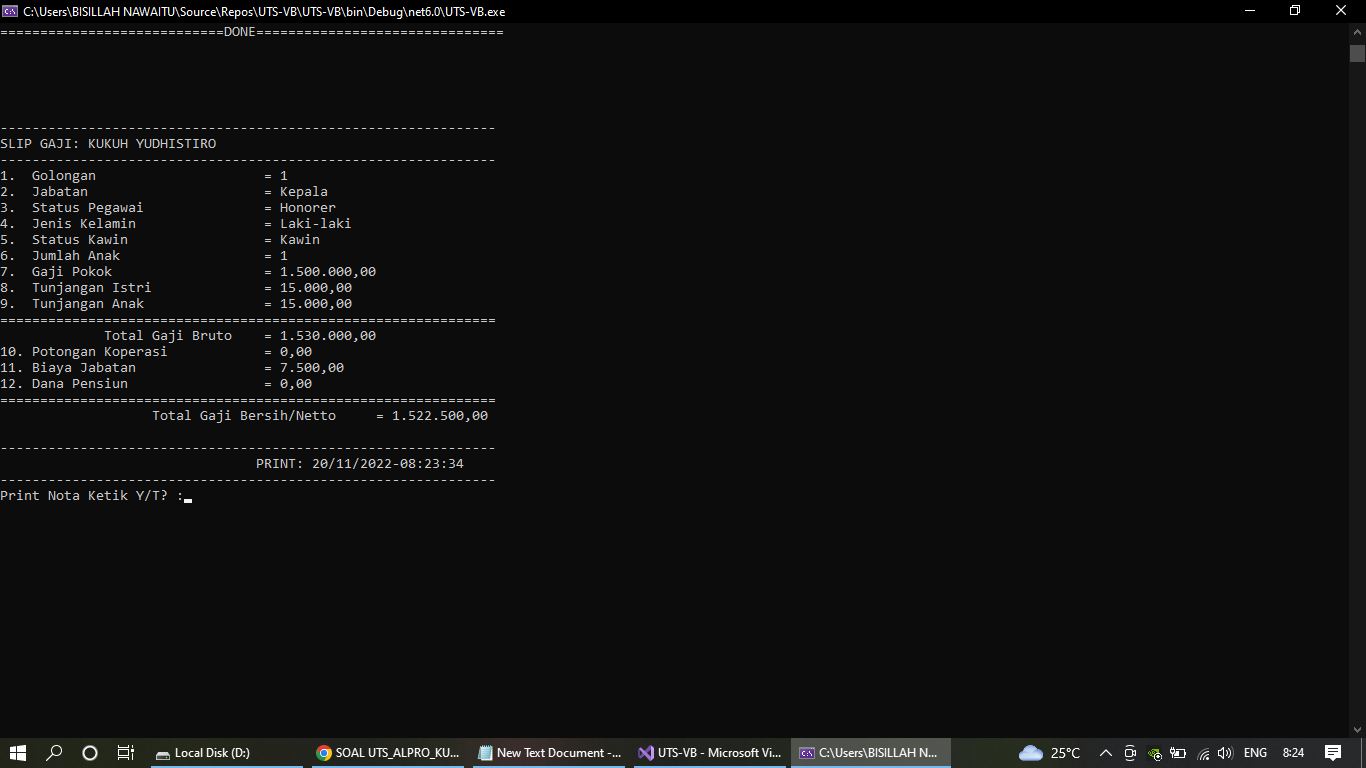 C:\Users\BISILLAH NAWAITU\Source\Repos\UTS-VB\UTS-VB\bin\Debug\net6.0\UTS-VB.exe
============================DONE===============================
--------------------------------------------------------------
SLIP GAJI: KUKUH YUDHISTIRO
--------------------------------------------------------------
1.  Golongan                     = 1
2.  Jabatan                      = Kepala
3.  Status Pegawai               = Honorer
4.  Jenis Kelamin                = Laki-laki
5.  Status Kawin                 = Kawin
6.  Jumlah Anak                  = 1
7.  Gaji Pokok                   = 1.500.000,00
8.  Tunjangan Istri              = 15.000,00
9.  Tunjangan Anak               = 15.000,00
==============================================================
             Total Gaji Bruto    = 1.530.000,00
10. Potongan Koperasi            = 0,00
11. Biaya Jabatan                = 7.500,00
12. Dana Pensiun                 = 0,00
==============================================================
                   Total Gaji Bersih/Netto     = 1.522.500,00
--------------------------------------------------------------
                                PRINT: 20/11/2022-08:23:34
--------------------------------------------------------------
Print Nota Ketik Y/T? :
Local Disk (D:) SOAL UTS_ALPRO_KU... New Text Document -... UTS-VB - Microsoft Vi... C:\Users\BISILLAH N... 25°C ENG 8:24